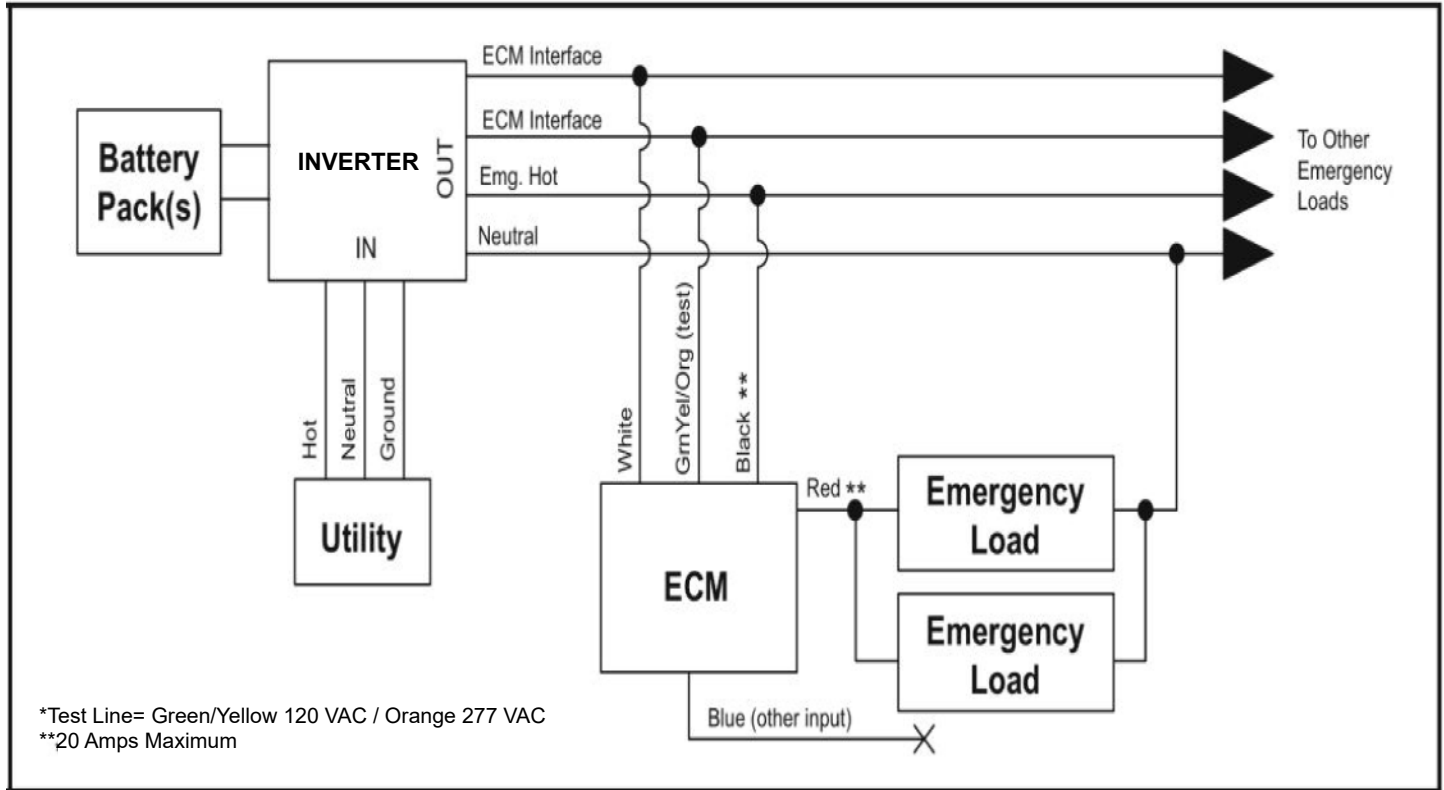 ECM Interface
ECM Interface
Emg. Hot
Neutral
Battery
Pack(s)
INVERTER
OUT
IN
To Other
Emergency
Loads
Hot
Neutral
Ground
Utility
White
GrnYel/Org (test)
Black **
ECM
Red **
Emergency
Load
Emergency
Load
Blue (other input)
*Test Line= Green/Yellow 120 VAC / Orange 277 VAC
**20 Amps Maximum